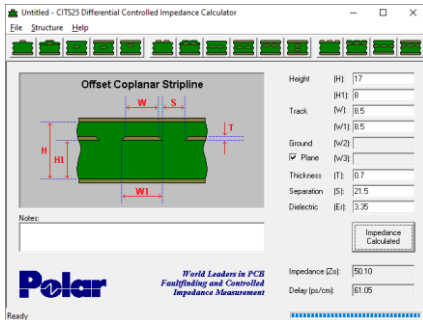 Untitled - CITS25 Differential Controlled Impedance Calculator
File Structure Help
Offset Coplanar Stripline
W S
T
H H1
W1
Height (H): 17
(H1): 8
Track (W): 8.5
(W1): 8.5
Ground (W2):
Plane (W3):
Thickness (T): 0.7
Separation (S): 21.5
Dielectric (Er): 3.35
Notes:
Impedance
Calculated
Polar
World Leaders in PCB
Faultfinding and Controlled
Impedance Measurement
Impedance (Zo): 50.10
Delay (ps/cm): 61.05
Ready